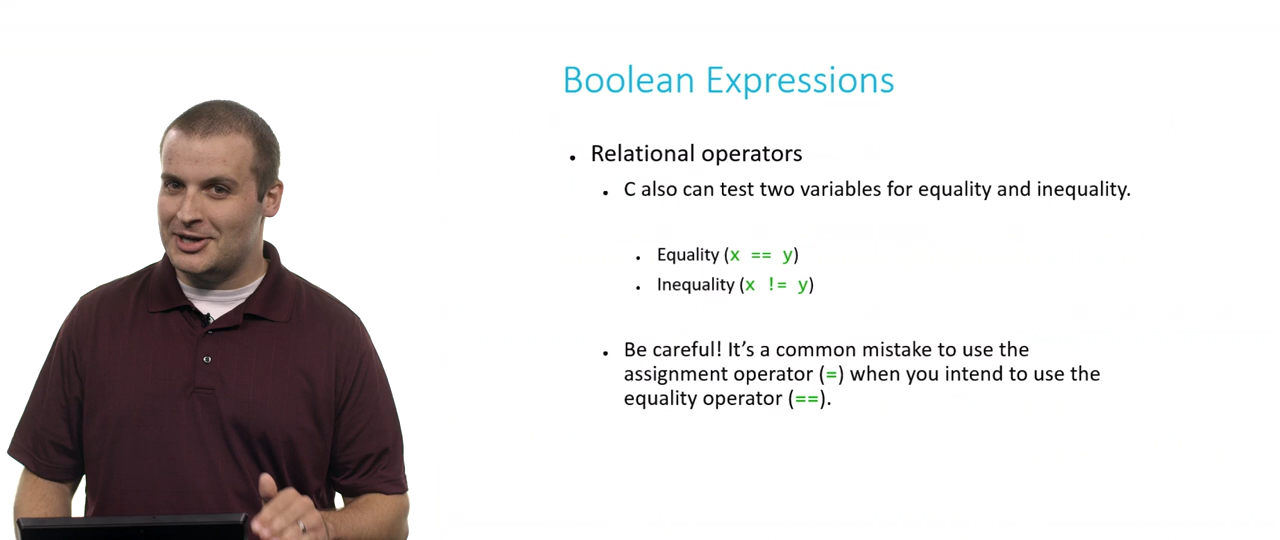 Boolean Expressions
• Relational operators
• C also can test two variables for equality and inequality.
• Equality (x == y)
• Inequality (x != y)
• Be careful! It’s a common mistake to use the
assignment operator (=) when you intend to use the
equality operator (==).